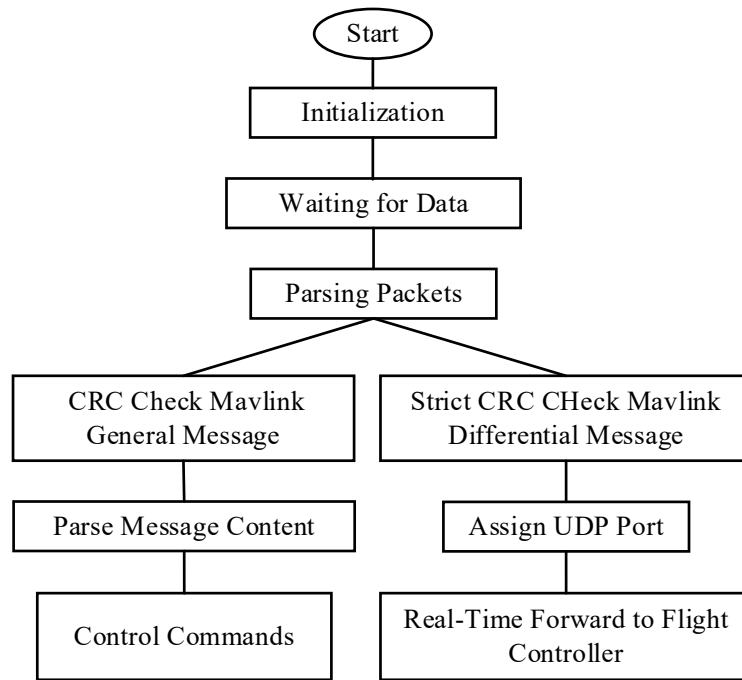 Start
Initialization
Waiting for Data
Parsing Packets
CRC Check Mavlink
General Message
Strict CRC CHeck Mavlink
Differential Message
Parse Message Content
Assign UDP Port
Control Commands
Real-Time Forward to Flight
Controller